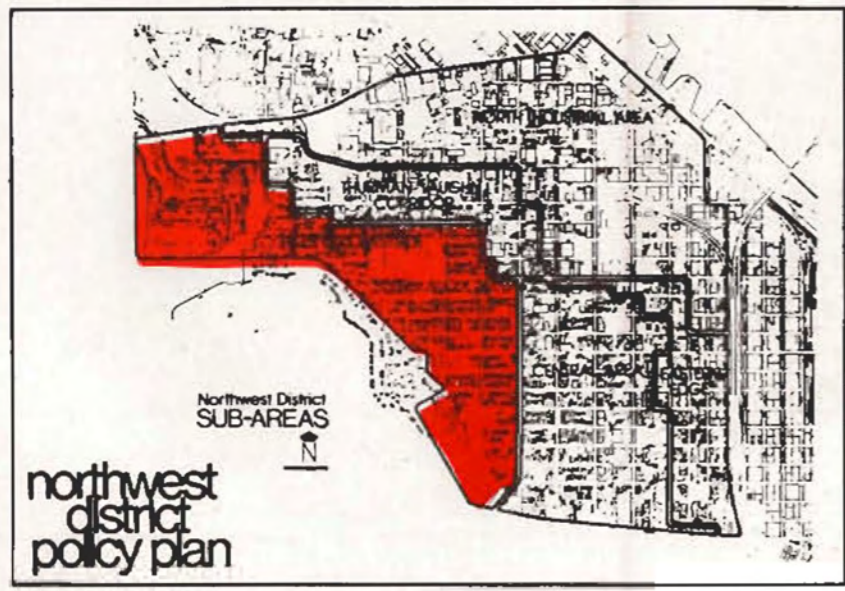 NORTH INDUSTRIAL AREA
THURMAN-VAUGHN
CORRIDOR
CENTRAL AREA
EASTERN
EDGE
Northwest District
SUB-AREAS
N
northwest
district
policy plan